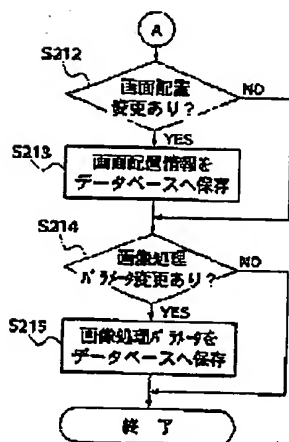 A
S212
画面配置
変更あり?
NO
YES
S213
画面配置情報を
データベースへ保存
S214
画像処理
パラメータ変更あり?
NO
YES
S215
画像処理パラメータを
データベースへ保存
終了